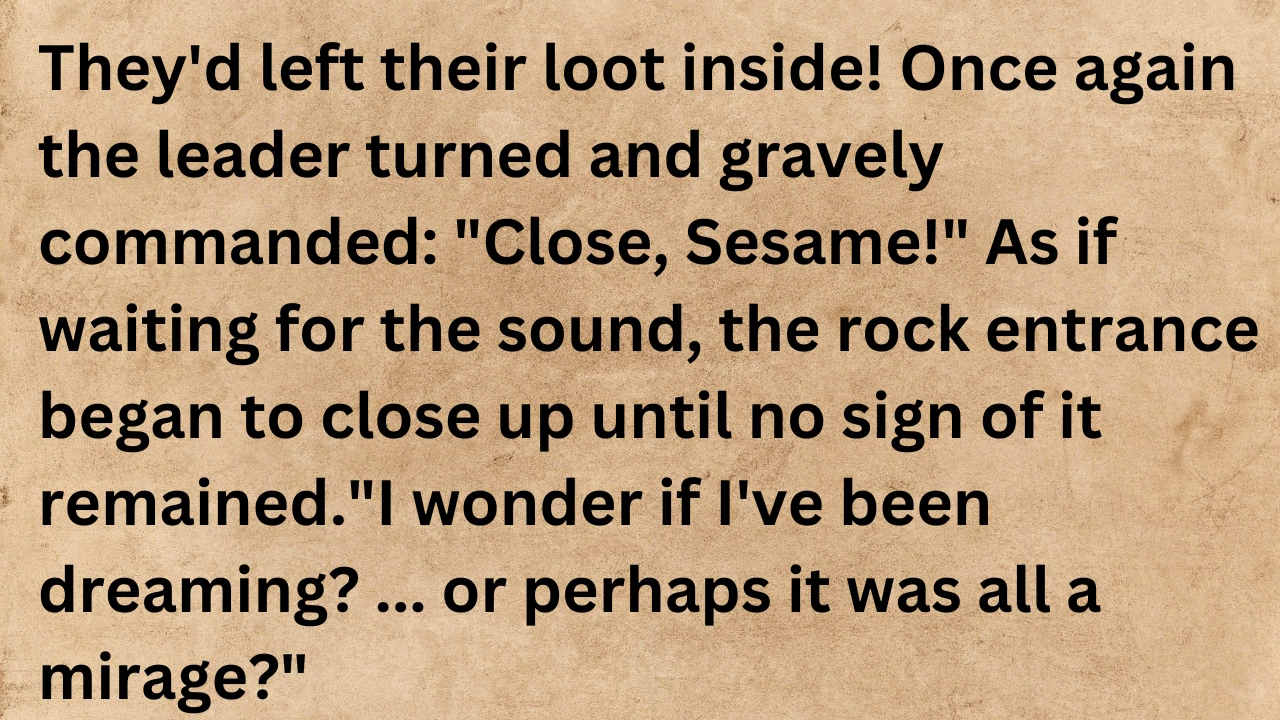 They'd left their loot inside! Once again
the leader turned and gravely
commanded: "Close, Sesame!" As if
waiting for the sound, the rock entrance
began to close up until no sign of it
remained."I wonder if I've been
dreaming? ... or perhaps it was all a
mirage?"